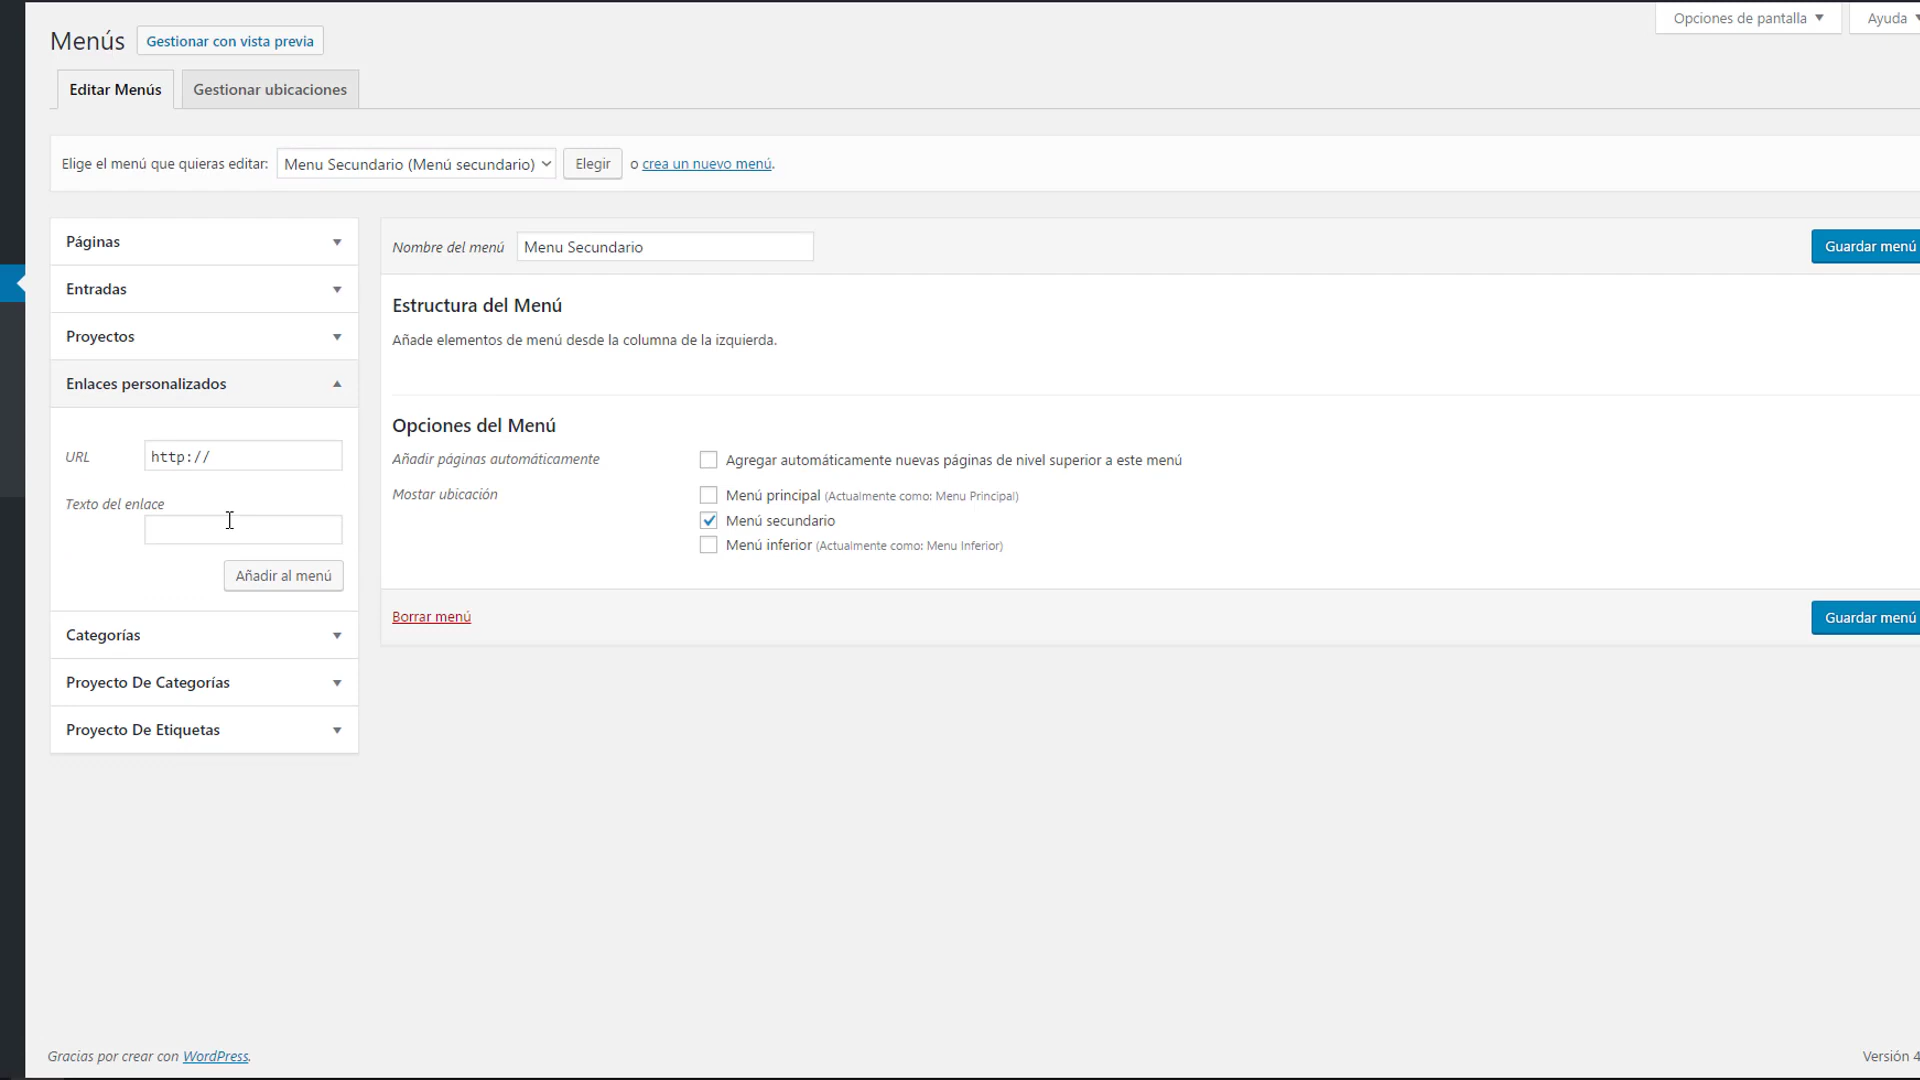 Opciones de pantalla
Ayuda
Menús Gestionar con vista previa
Editar Menús Gestionar ubicaciones
Elige el menú que quieras editar: Menu Secundario (Menú secundario) Elegir o crea un nuevo menú.
Páginas
Entradas
Proyectos
Enlaces personalizados
URL http://
Texto del enlace
Añadir al menú
Categorías
Proyecto De Categorías
Proyecto De Etiquetas
Nombre del menú Menu Secundario Guardar menú
Estructura del Menú
Añade elementos de menú desde la columna de la izquierda.
Opciones del Menú
Añadir páginas automáticamente Agregar automáticamente nuevas páginas de nivel superior a este menú
Mostar ubicación Menú principal (Actualmente como: Menu Principal)
Menú secundario
Menú inferior (Actualmente como: Menu Inferior)
Borrar menú Guardar menú
Gracias por crear con WordPress. Versión 4